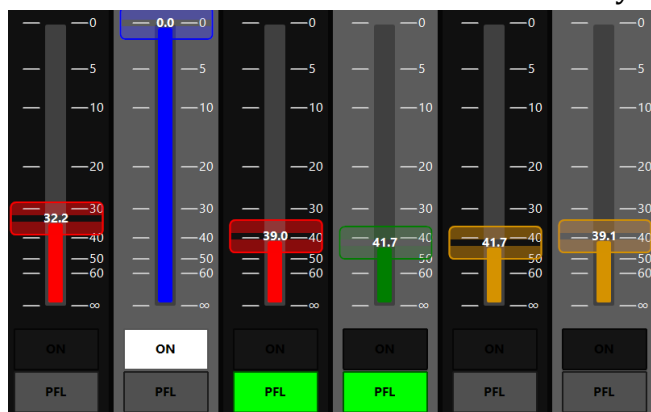 0 0.0 0 0 0 0 0
5 5 5 5 5 5
10 10 10 10 10 10
20 20 20 20 20 20
30 30 30 30 30 30
32.2
40 40 39.0 40 41.7 40 41.7 40 39.1 40
50 50 50 50 50 50
60 60 60 60 60 60
∞ ∞ ∞ ∞ ∞ ∞
ON ON ON ON ON ON
PFL PFL PFL PFL PFL PFL